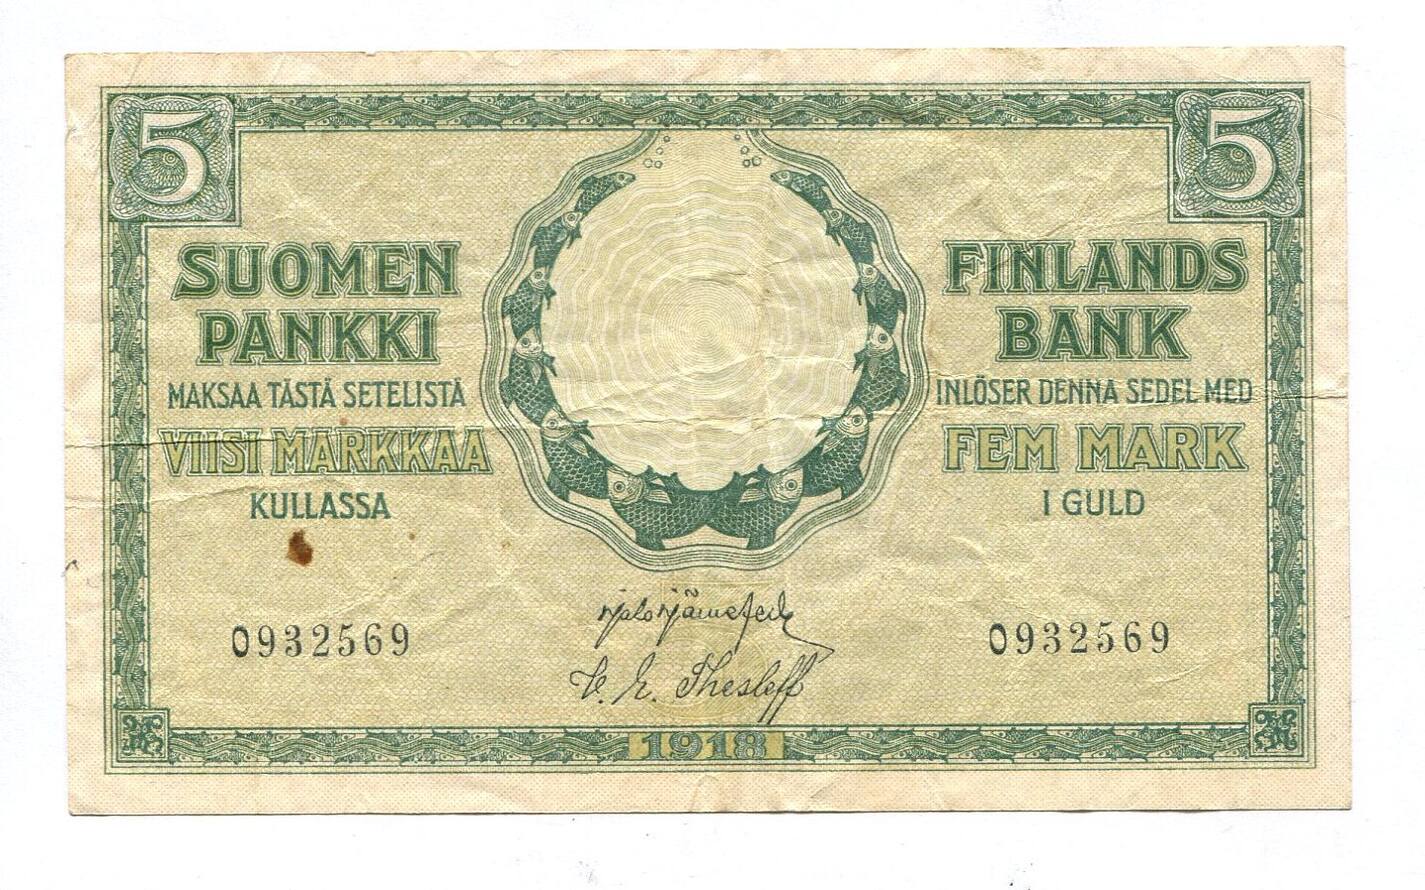 5
5
SUOMEN
PANKKI
MAKSAA TÄSTÄ SETELISTÄ
VIISI MARKKAA
KULLASSA
FINLANDS
BANK
INLÖSER DENNA SEDEL MED
FEM MARK
I GULD
0932569
0932569
V. E. Thesleff
1918